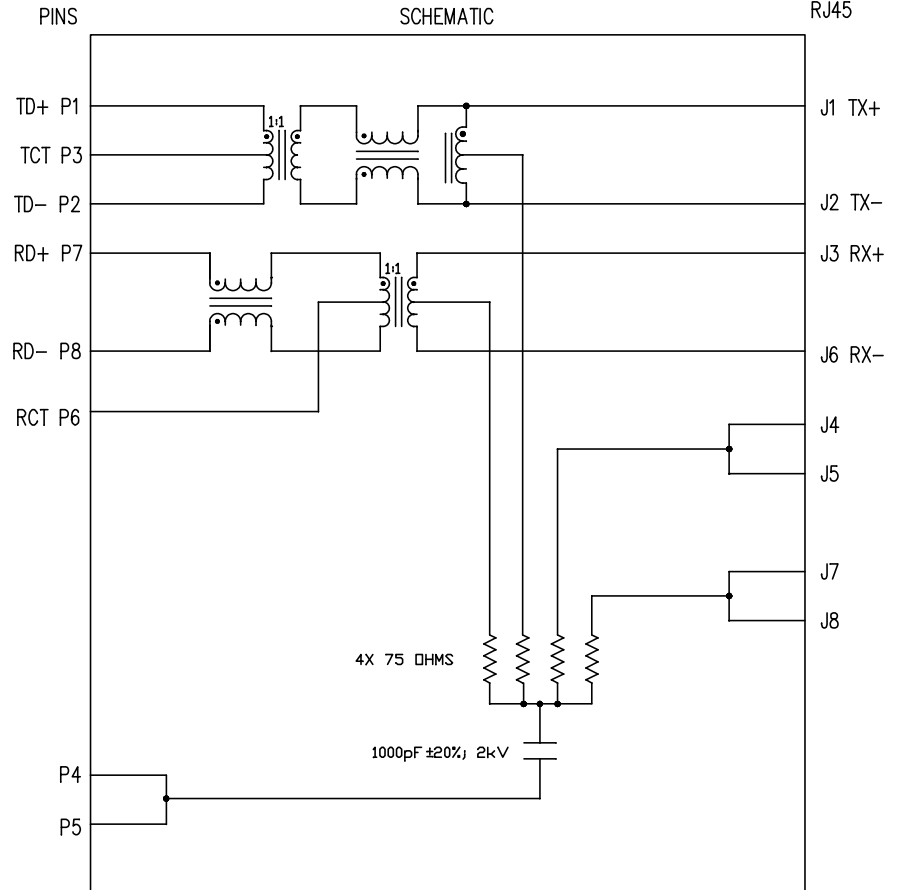 PINS SCHEMATIC RJ45
TD+ P1 J1 TX+
1:1
TCT P3
TD- P2 J2 TX-
RD+ P7 J3 RX+
1:1
RD- P8 J6 RX-
RCT P6
J4
J5
J7
J8
4X 75 OHMS
1000pF ±20%; 2kV
P4
P5